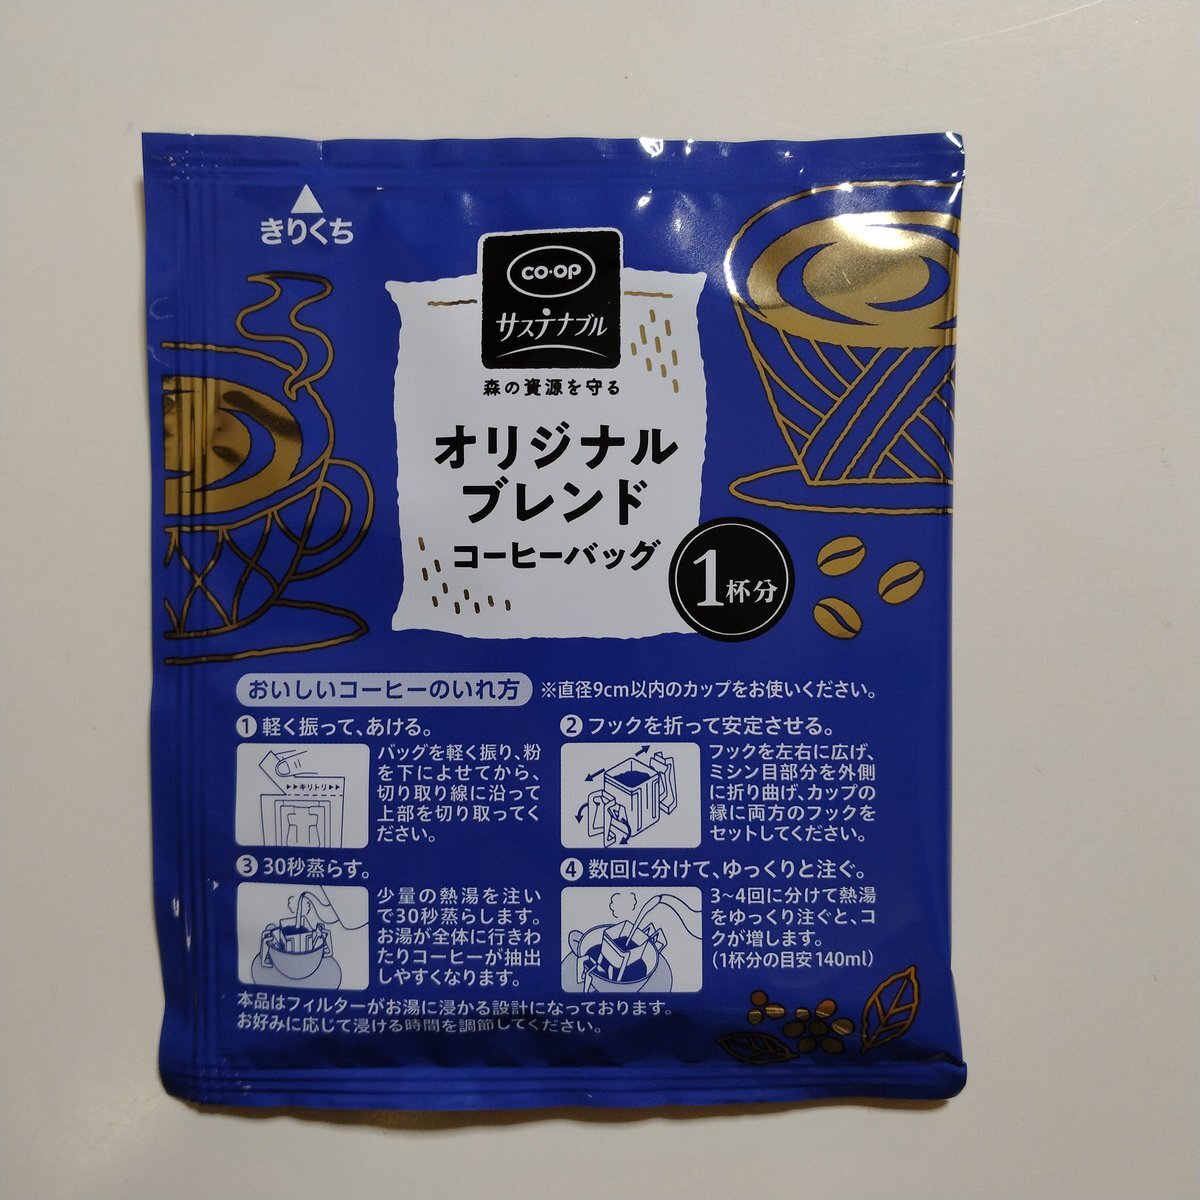 きりくち
CO・OP
サステナブル
森の資源を守る
オリジナル
ブレンド
コーヒーバッグ
1杯分
おいしいコーヒーのいれ方 ※直径9cm以内のカップをお使いください。
1 軽く振って、あける。
キリトリ
バッグを軽く振り、粉
を下によせてから、
切り取り線に沿って
上部を切り取ってく
ださい。
2 フックを折って安定させる。
フックを左右に広げ、
ミシン目部分を外側
に折り曲げ、カップの
縁に両方のフックを
セットしてください。
3 30秒蒸らす。
少量の熱湯を注い
で30秒蒸らします。
お湯が全体に行きわ
たりコーヒーが抽出
しやすくなります。
4 数回に分けて、ゆっくりと注ぐ。
3~4回に分けて熱湯
をゆっくり注ぐと、コ
クが増します。
(1杯分の目安140ml)
本品はフィルターがお湯に浸かる設計になっております。
お好みに応じて浸ける時間を調節してください。